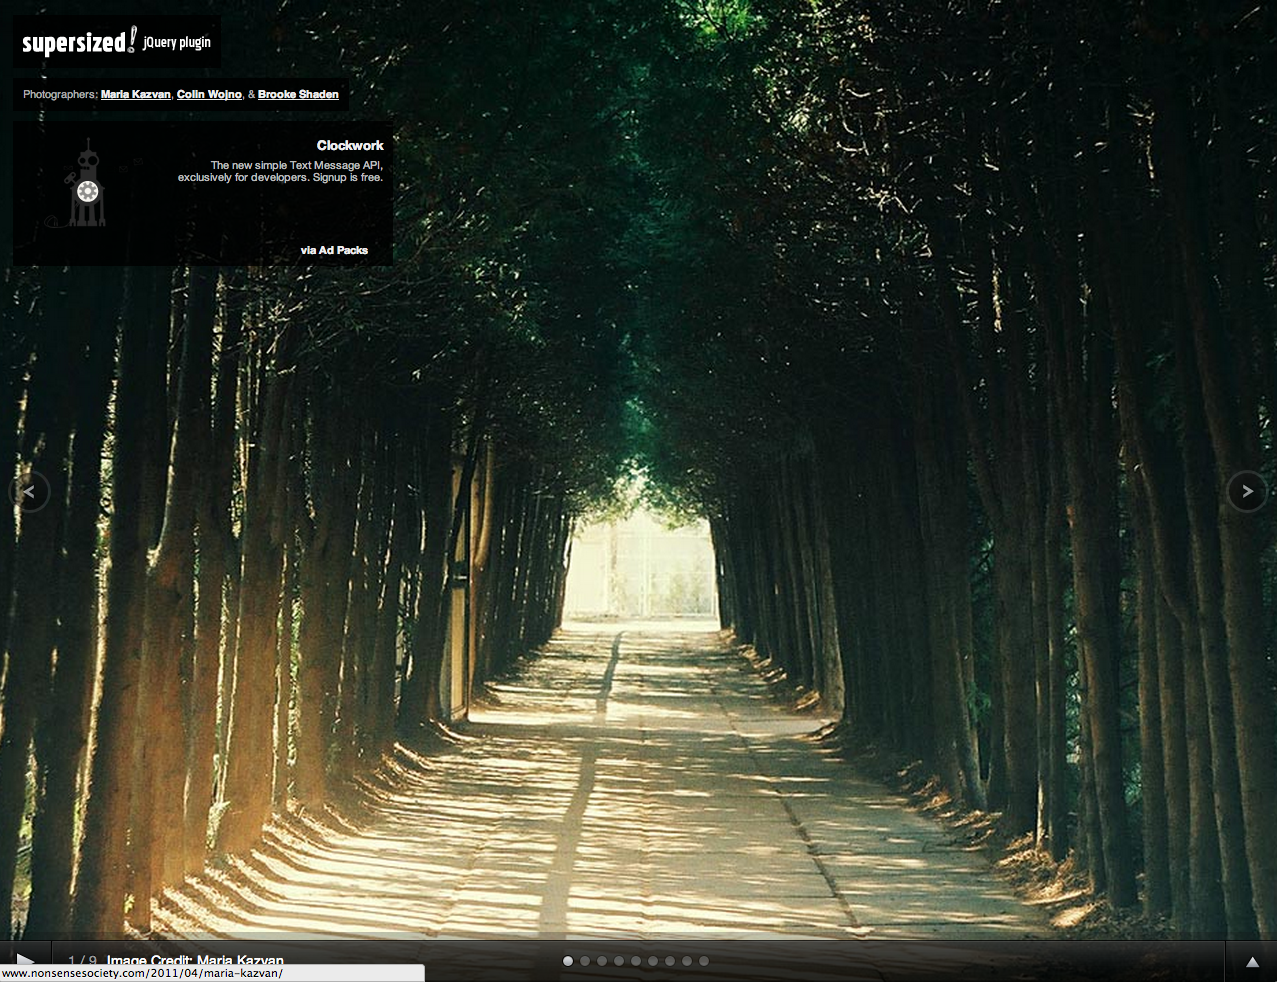 supersized! jQuery plugin
Photographers: Maria Kazvan, Colin Wojno, & Brooke Shaden
Clockwork
The new simple Text Message API,
exclusively for developers. Signup is free.
via Ad Packs
1 / 9 Image Credit: Maria Kazvan
www.nonsensesociety.com/2011/04/maria-kazvan/